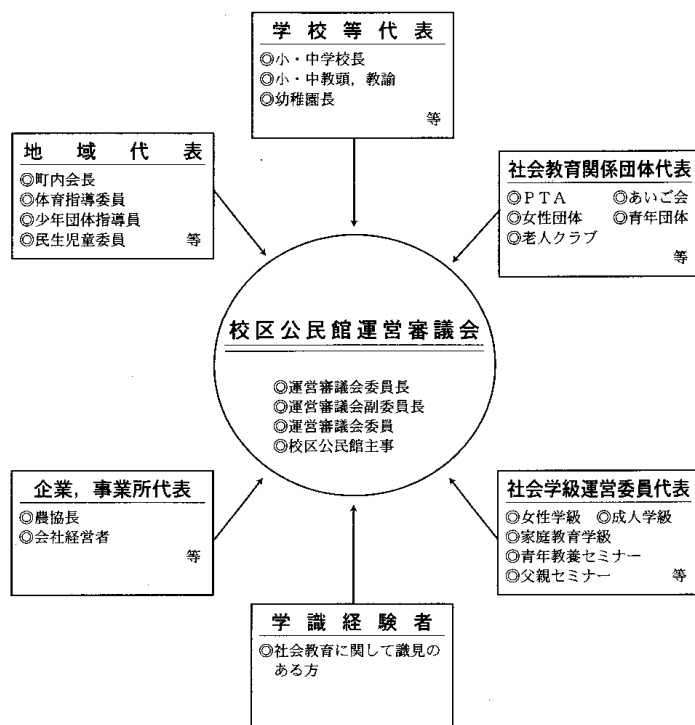 学校等代表
◎小・中学校長
◎小・中教頭，教諭
◎幼稚園長
等
地域代表
◎町内会長
◎体育指導委員
◎少年団体指導員
◎民生児童委員 等
社会教育関係団体代表
◎ＰＴＡ ◎あいご会
◎女性団体 ◎青年団体
◎老人クラブ
等
校区公民館運営審議会
◎運営審議会委員長
◎運営審議会副委員長
◎運営審議会委員
◎校区公民館主事
企業，事業所代表
◎農協長
◎会社経営者
等
社会学級運営委員代表
◎女性学級 ◎成人学級
◎家庭教育学級
◎青年教養セミナー
◎父親セミナー 等
学識経験者
◎社会教育に関して識見の
ある方